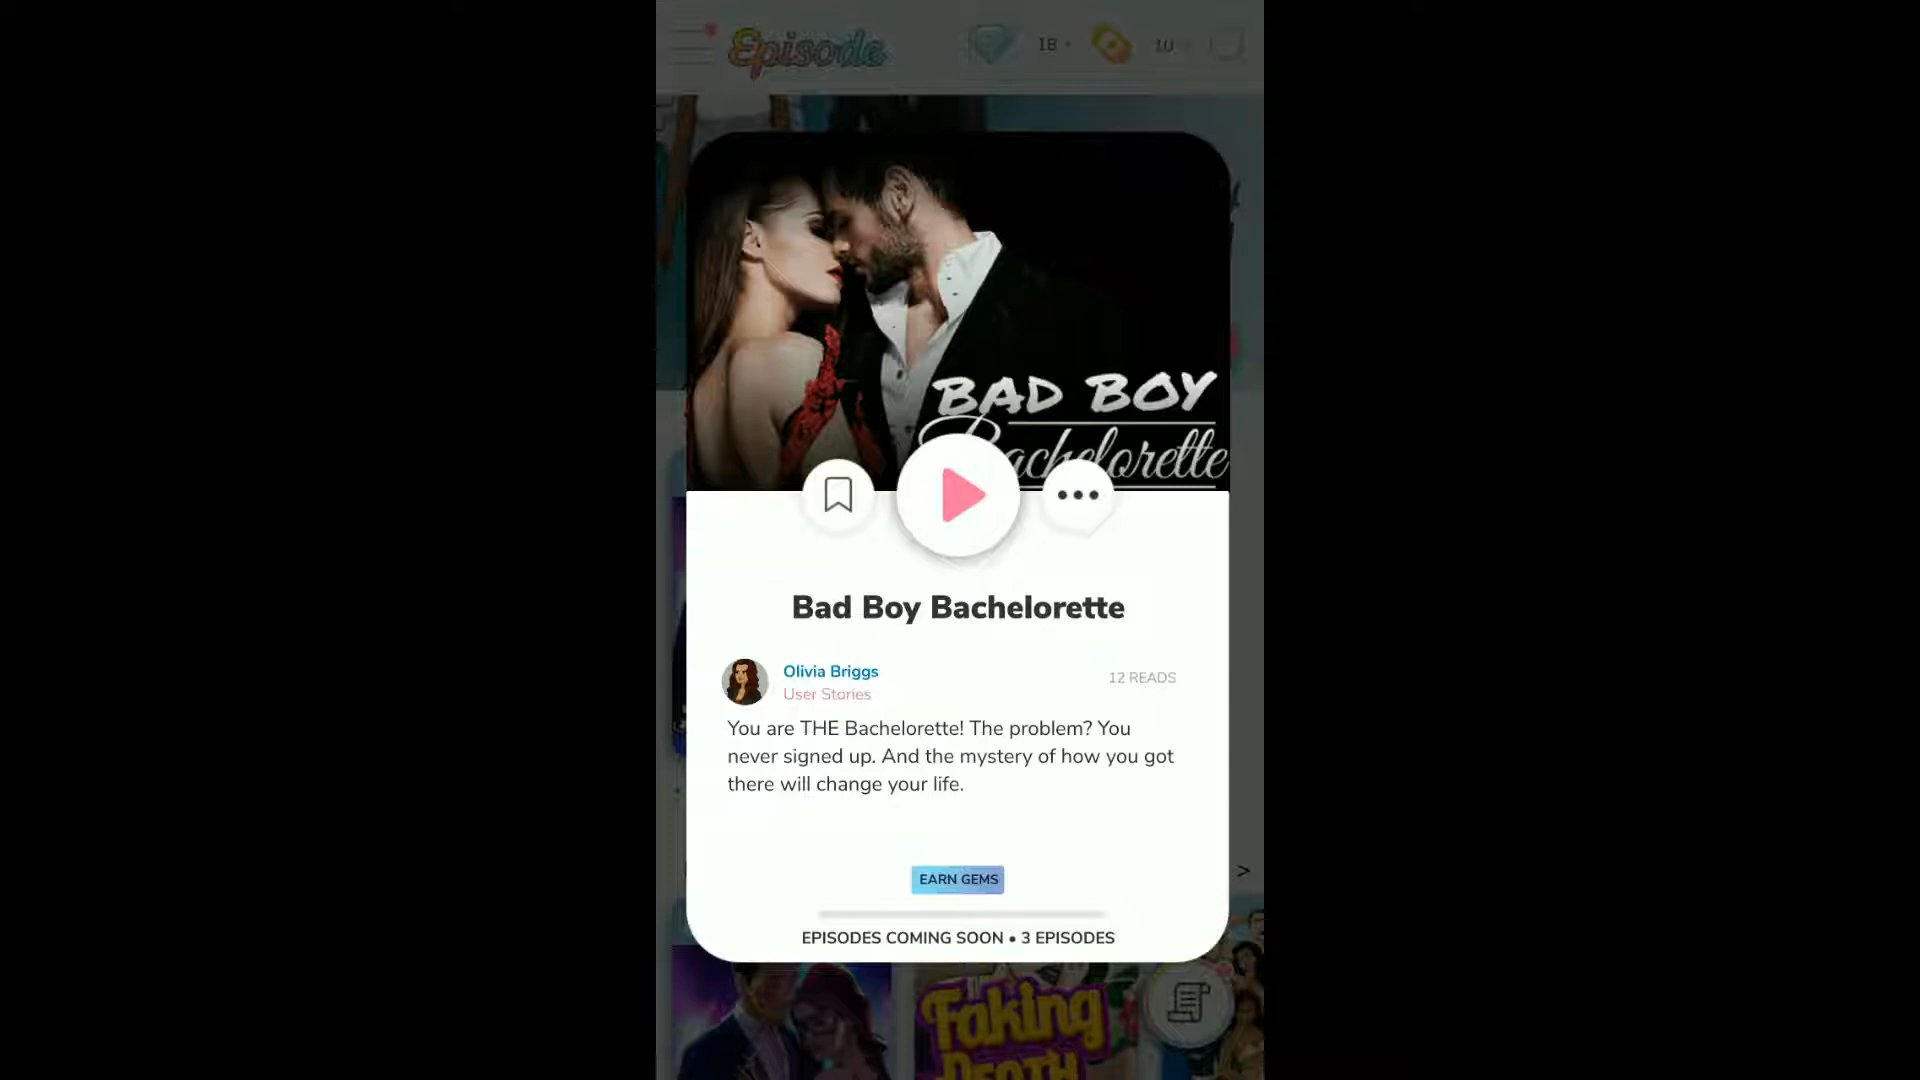 Episode
18 +
10 +
BAD BOY
Bachelorette
Bad Boy Bachelorette
Olivia Briggs
12 READS
User Stories
You are THE Bachelorette! The problem? You
never signed up. And the mystery of how you got
there will change your life.
>
EARN GEMS
EPISODES COMING SOON • 3 EPISODES
Faking
DEATH